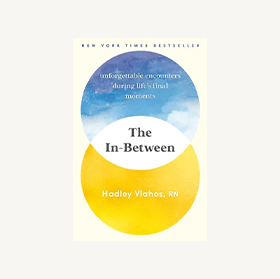 NEW YORK TIMES BESTSELLER
unforgettable encounters
during life's final
moments
The
In-Between
Hadley Vlahos, RN